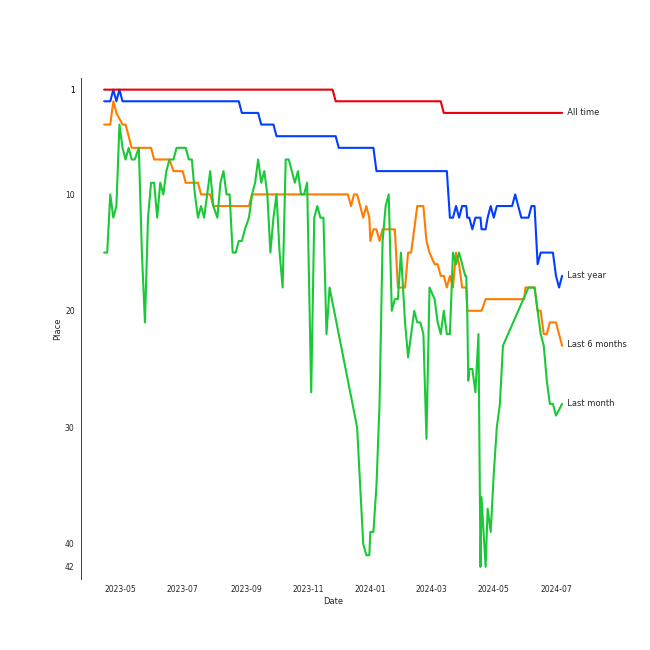 1
10
20
30
40
42
Place
2023-05
2023-07
2023-09
2023-11
2024-01
2024-03
2024-05
2024-07
Date
All time
Last year
Last 6 months
Last month